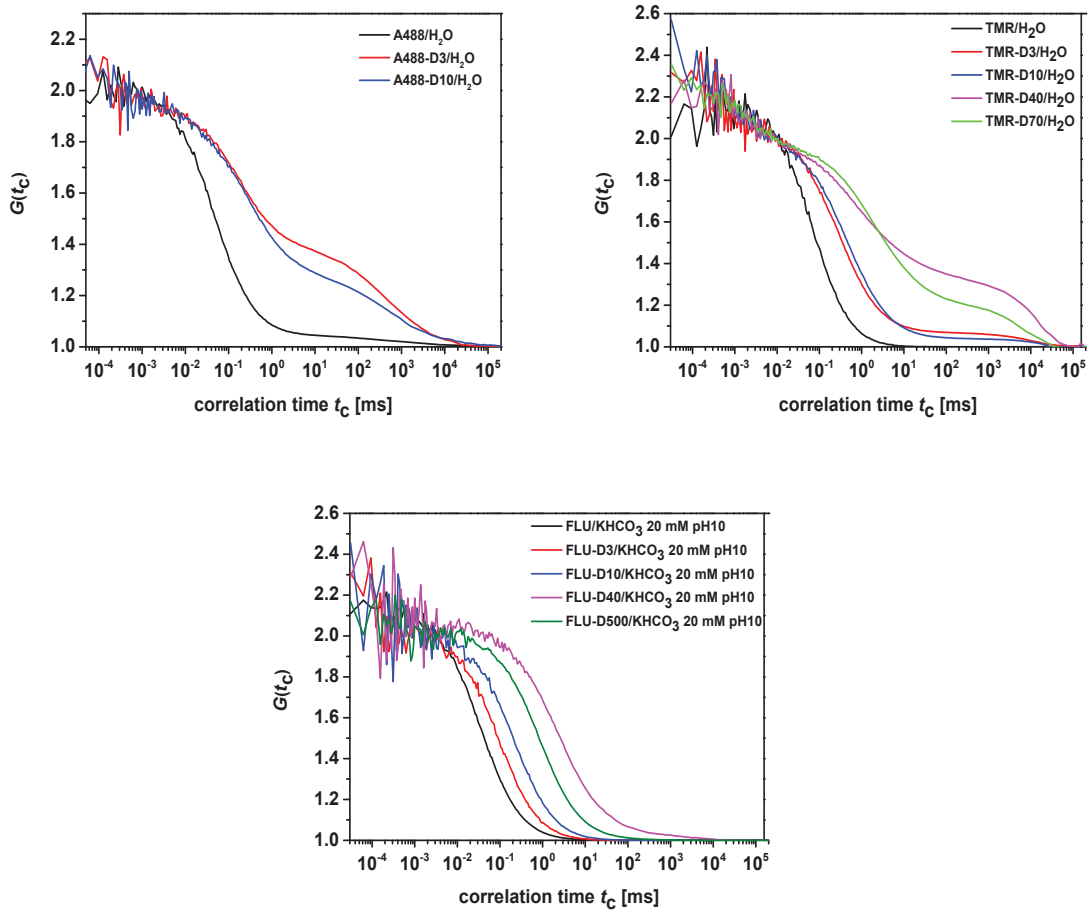 A488/H₂O
A488-D3/H₂O
A488-D10/H₂O
2.2
2.0
1.8
1.6
1.4
1.2
1.0
G(t_C)
10⁻⁴ 10⁻³ 10⁻² 10⁻¹ 10⁰ 10¹ 10² 10³ 10⁴ 10⁵
correlation time t_C [ms]
TMR/H₂O
TMR-D3/H₂O
TMR-D10/H₂O
TMR-D40/H₂O
TMR-D70/H₂O
2.6
2.4
2.2
2.0
1.8
1.6
1.4
1.2
1.0
G(t_C)
10⁻⁴ 10⁻³ 10⁻² 10⁻¹ 10⁰ 10¹ 10² 10³ 10⁴ 10⁵
correlation time t_C [ms]
FLU/KHCO₃ 20 mM pH10
FLU-D3/KHCO₃ 20 mM pH10
FLU-D10/KHCO₃ 20 mM pH10
FLU-D40/KHCO₃ 20 mM pH10
FLU-D500/KHCO₃ 20 mM pH10
2.6
2.4
2.2
2.0
1.8
1.6
1.4
1.2
1.0
G(t_C)
10⁻⁴ 10⁻³ 10⁻² 10⁻¹ 10⁰ 10¹ 10² 10³ 10⁴ 10⁵
correlation time t_C [ms]